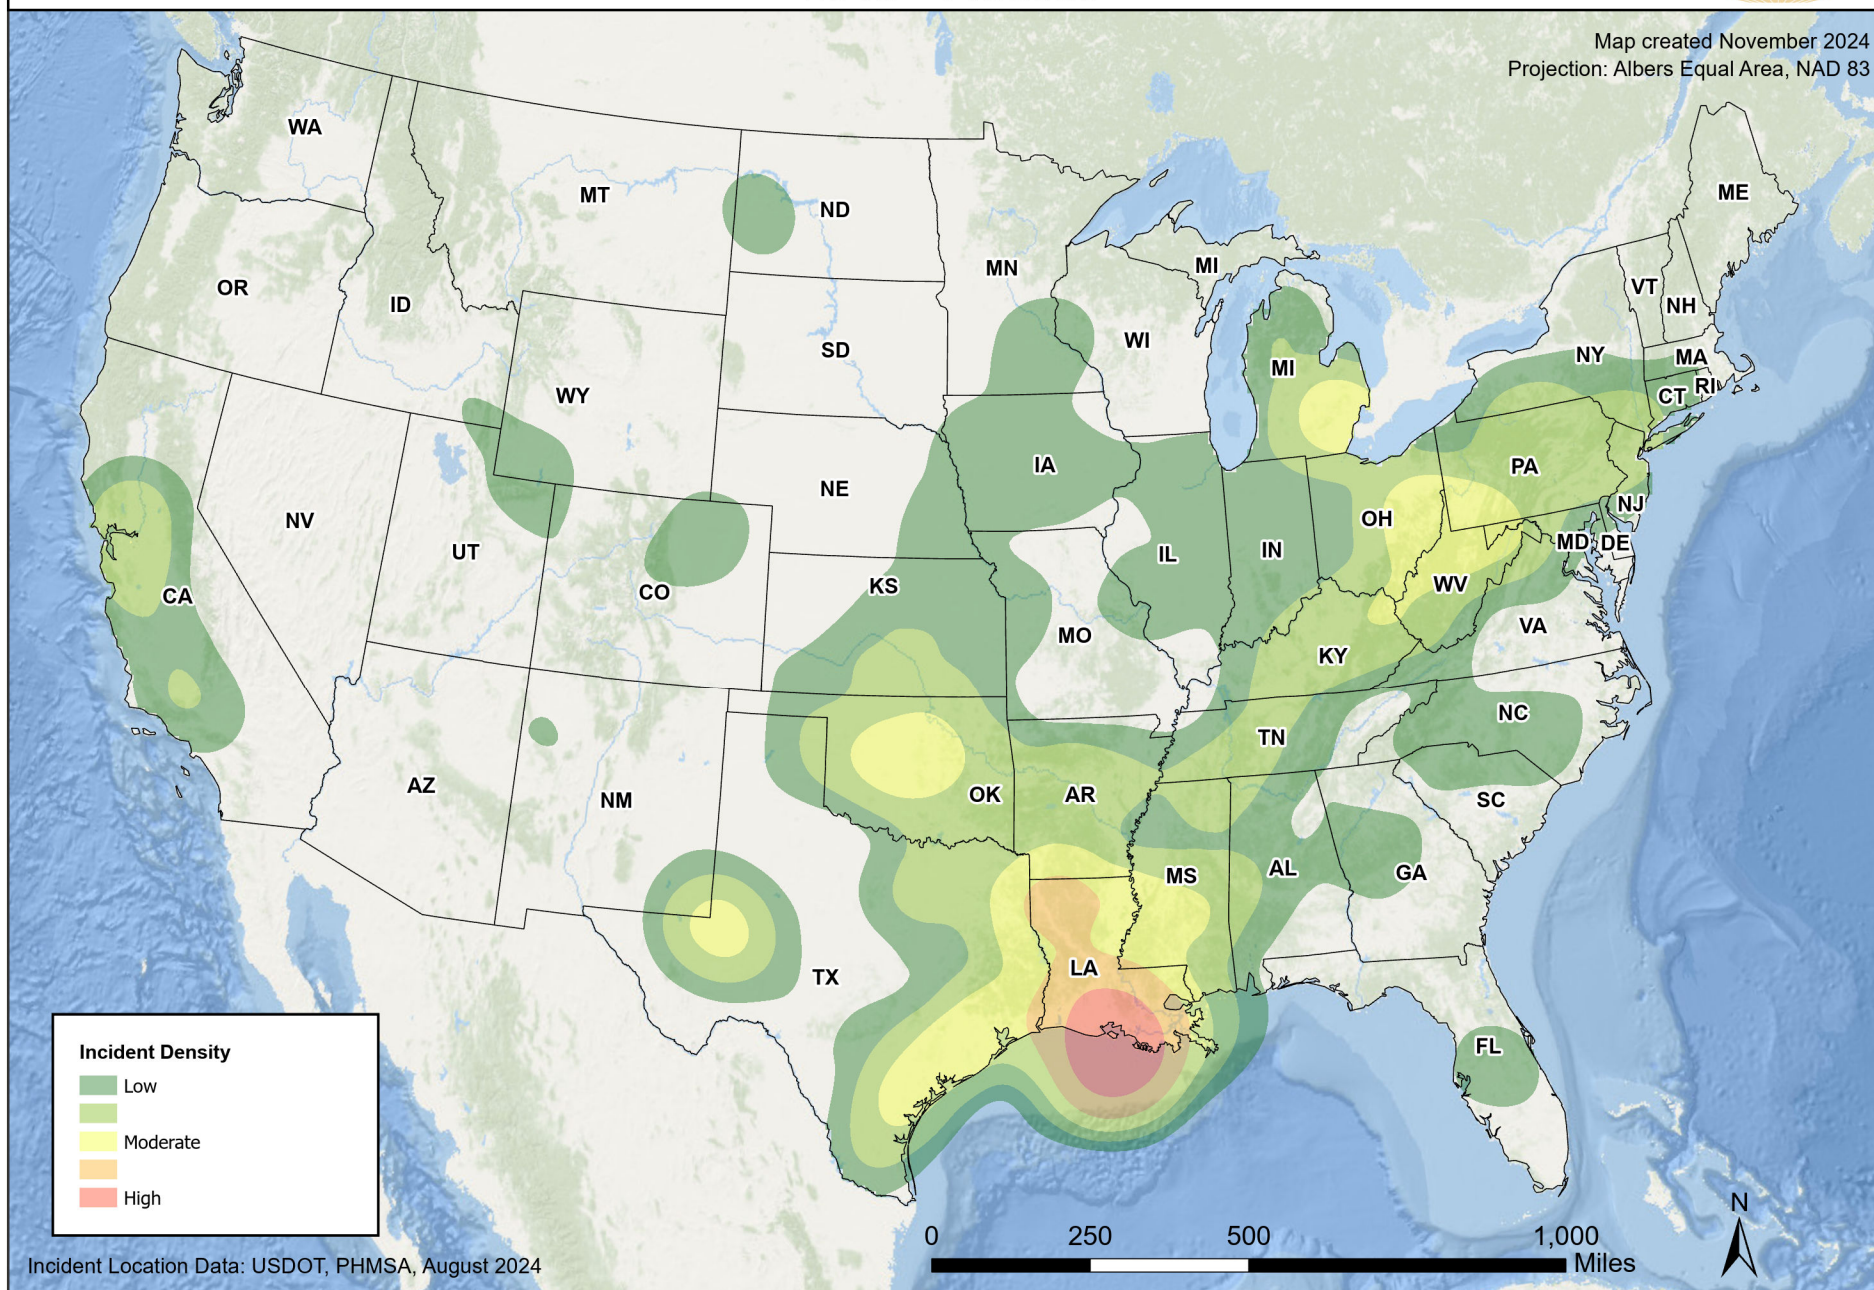 Map created November 2024
Projection: Albers Equal Area, NAD 83
WA
MT
ND
ME
OR
ID
MN
MI
VT
NH
SD
WI
NY
MA
WY
MI
CT
RI
NE
IA
PA
NV
UT
OH
NJ
IL
IN
MD
DE
CA
CO
KS
WV
MO
KY
VA
NC
TN
AZ
NM
OK
AR
SC
MS
AL
GA
TX
LA
FL
Incident Density
Low
Moderate
High
Incident Location Data: USDOT, PHMSA, August 2024
0 250 500 1,000
Miles
N